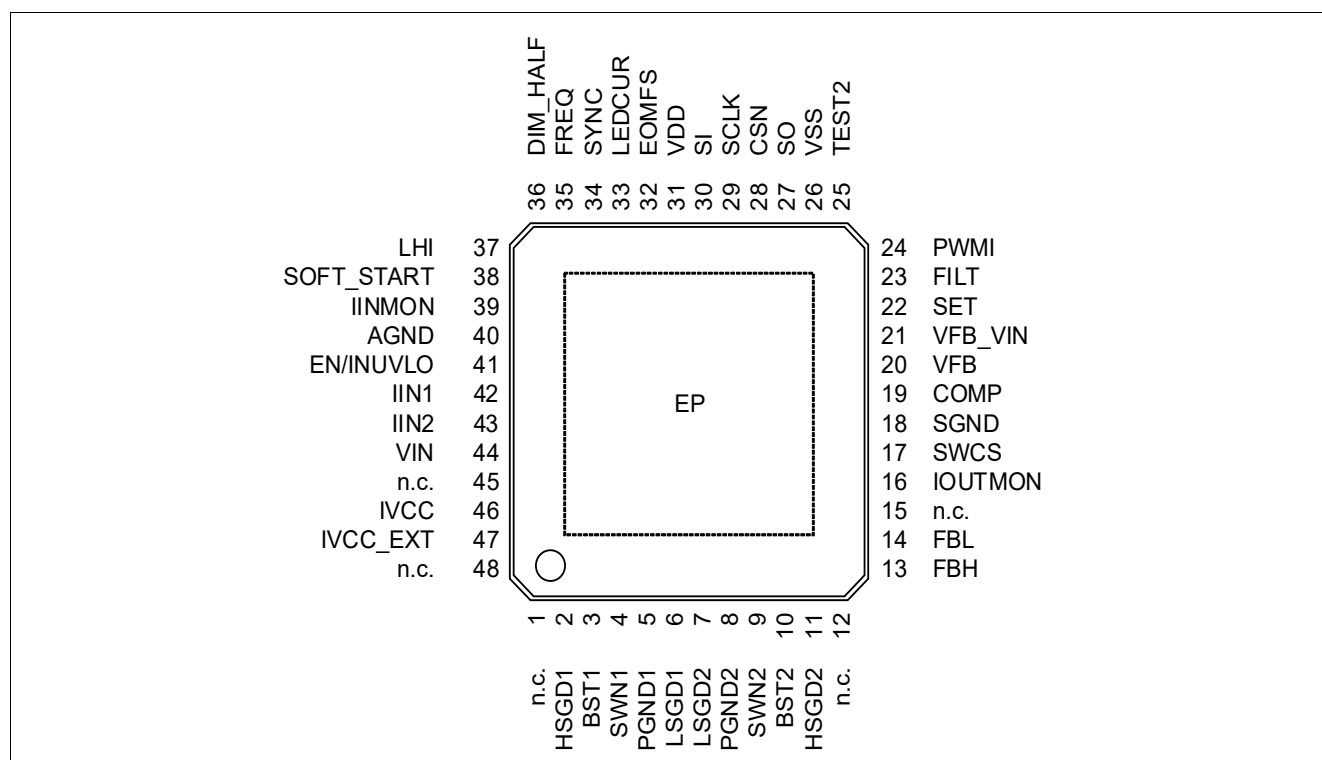 DIM_HALF
FREQ
SYNC
LEDCUR
EOMFS
VDD
SI
SCLK
CSN
SO
VSS
TEST2
36 35 34 33 32 31 30 29 28 27 26 25
LHI 37
SOFT_START 38
IINMON 39
AGND 40
EN/INUVLO 41
IIN1 42
IIN2 43
VIN 44
n.c. 45
IVCC 46
IVCC_EXT 47
n.c. 48
EP
24 PWMI
23 FILT
22 SET
21 VFB_VIN
20 VFB
19 COMP
18 SGND
17 SWCS
16 IOUTMON
15 n.c.
14 FBL
13 FBH
1 2 3 4 5 6 7 8 9 10 11 12
n.c.
HSGD1
BST1
SWN1
PGND1
LSGD1
LSGD2
PGND2
SWN2
BST2
HSGD2
n.c.